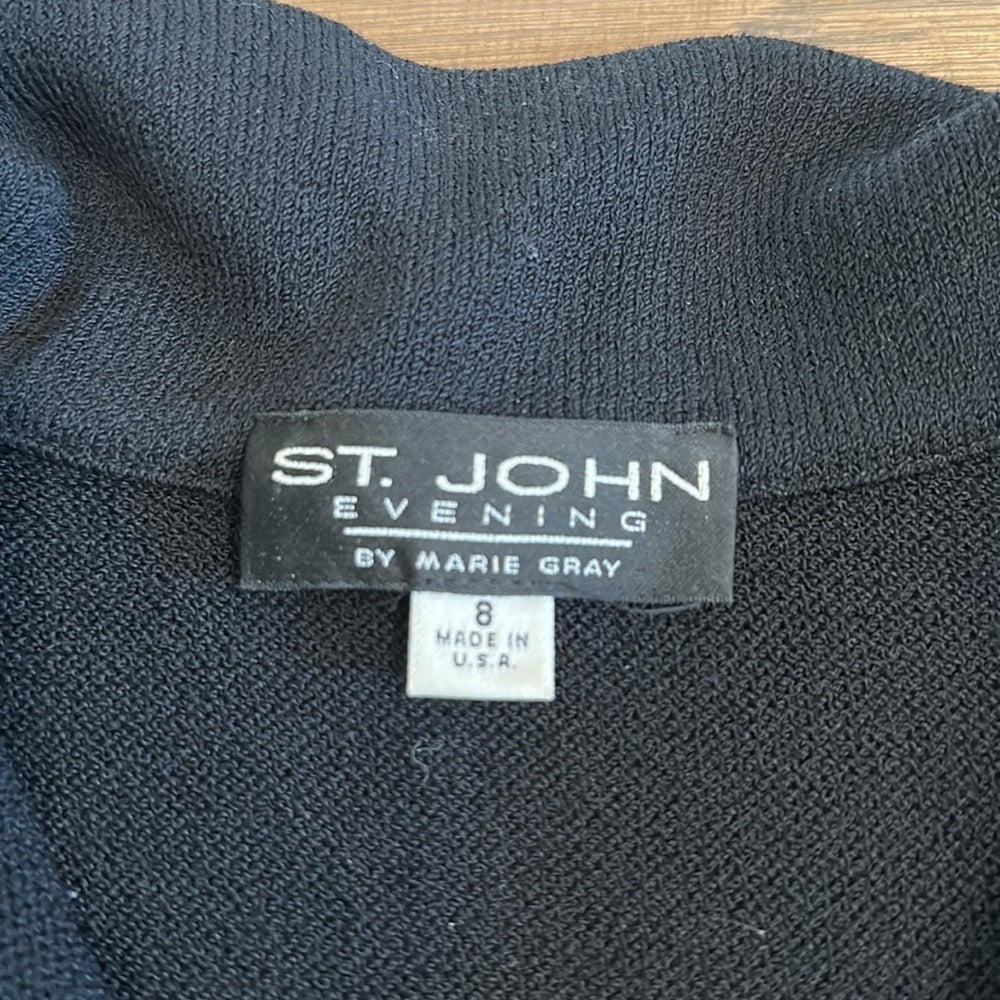 ST. JOHN
EVENING
BY MARIE GRAY
8
MADE IN
U.S.A.